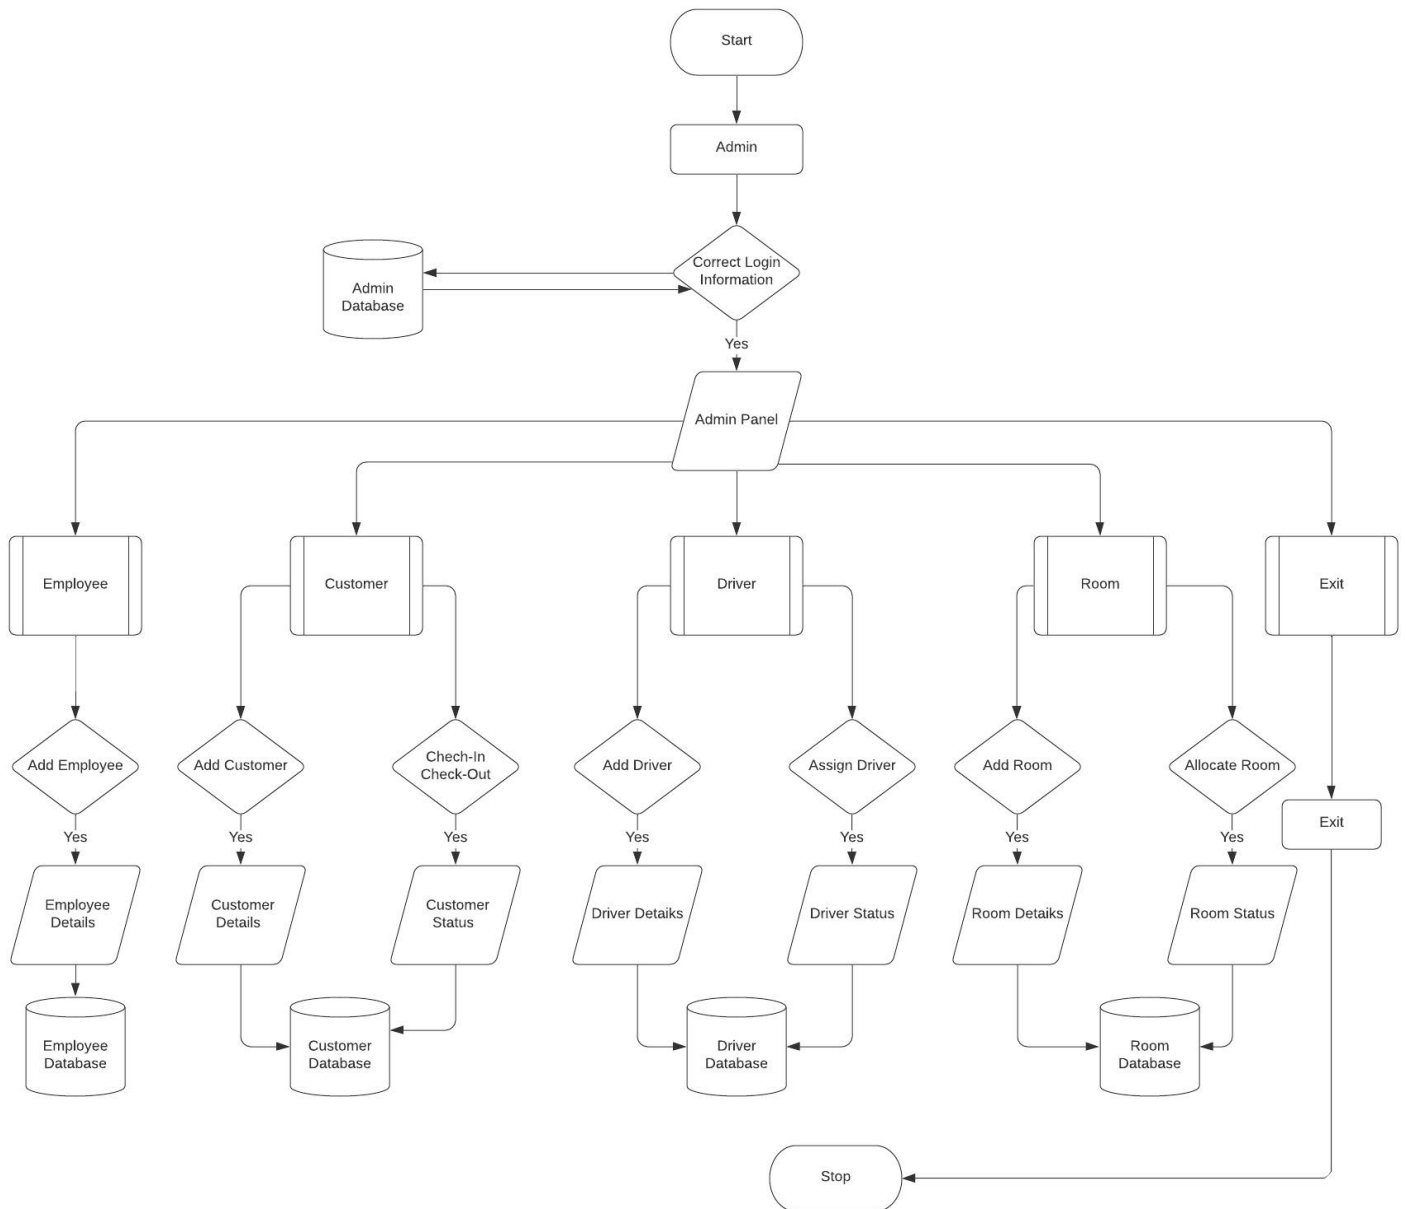 Start
Admin
Correct Login
Information
Admin
Database
Yes
Admin Panel
Employee
Customer
Driver
Room
Exit
Add Employee
Add Customer
Chech-In
Check-Out
Add Driver
Assign Driver
Add Room
Allocate Room
Exit
Yes
Yes
Yes
Yes
Yes
Yes
Yes
Employee
Details
Customer
Details
Customer
Status
Driver Detaiks
Driver Status
Room Detaiks
Room Status
Employee
Database
Customer
Database
Driver
Database
Room
Database
Stop